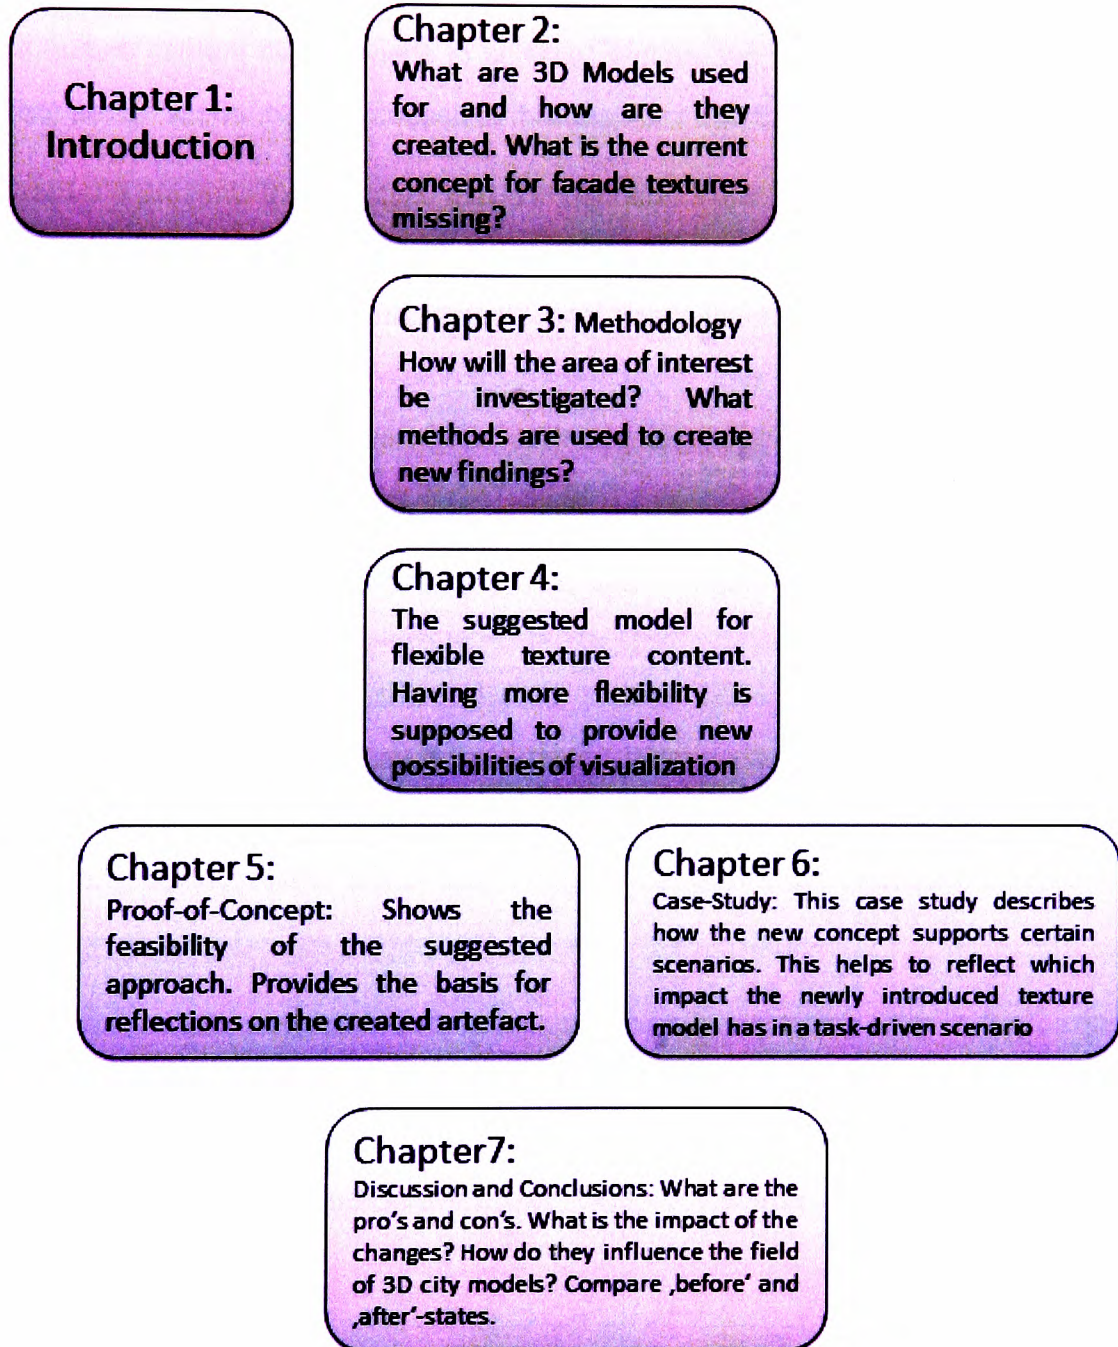 Chapter 1:
Introduction
Chapter 2:
What are 3D Models used
for and how are they
created. What is the current
concept for facade textures
missing?
Chapter 3: Methodology
How will the area of interest
be investigated? What
methods are used to create
new findings?
Chapter 4:
The suggested model for
flexible texture content.
Having more flexibility is
supposed to provide new
possibilities of visualization
Chapter 5:
Proof-of-Concept: Shows the
feasibility of the suggested
approach. Provides the basis for
reflections on the created artefact.
Chapter 6:
Case-Study: This case study describes
how the new concept supports certain
scenarios. This helps to reflect which
impact the newly introduced texture
model has in a task-driven scenario
Chapter7:
Discussion and Conclusions: What are the
pro's and con's. What is the impact of the
changes? How do they influence the field
of 3D city models? Compare ‚before‘ and
‚after‘-states.